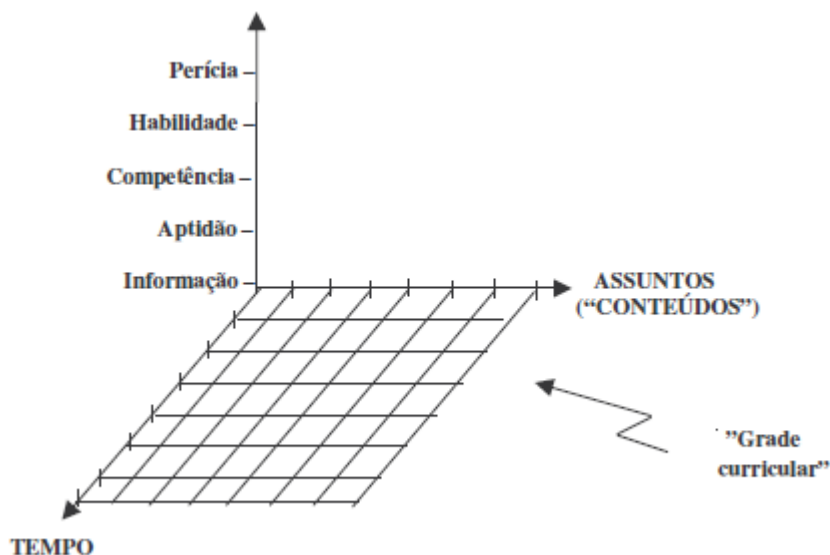 Perícia
Habilidade
Competência
Aptidão
Informação
ASSUNTOS
(“CONTEÚDOS”)
”Grade
curricular”
TEMPO